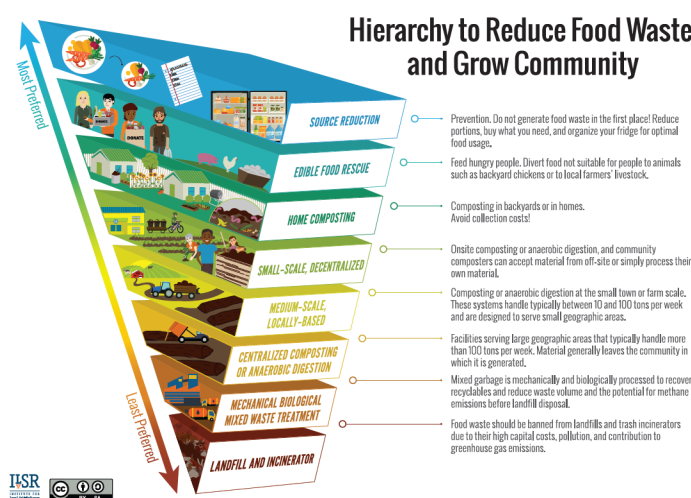 Hierarchy to Reduce Food Waste
and Grow Community
Most Preferred
DONATE
DONATE
SOURCE REDUCTION
Prevention. Do not generate food waste in the first place! Reduce
portions, buy what you need, and organize your fridge for optimal
food usage.
EDIBLE FOOD RESCUE
Feed hungry people. Divert food not suitable for people to animals
such as backyard chickens or to local farmers' livestock.
HOME COMPOSTING
Composting in backyards or in homes.
Avoid collection costs!
SMALL-SCALE, DECENTRALIZED
Onsite composting or anaerobic digestion, and community
composters can accept material from off-site or simply process their
own material.
MEDIUM-SCALE,
LOCALLY-BASED
Composting or anaerobic digestion at the small town or farm scale.
These systems handle typically between 10 and 100 tons per week
and are designed to serve small geographic areas.
CENTRALIZED COMPOSTING
OR ANAEROBIC DIGESTION
Facilities serving large geographic areas that typically handle more
than 100 tons per week. Material generally leaves the community in
which it is generated.
MECHANICAL BIOLOGICAL
MIXED WASTE TREATMENT
Mixed garbage is mechanically and biologically processed to recover
recyclables and reduce waste volume and the potential for methane
emissions before landfill disposal.
LANDFILL AND INCINERATOR
Food waste should be banned from landfills and trash incinerators
due to their high capital costs, pollution, and contribution to
greenhouse gas emissions.
Least Preferred
ILSR
INSTITUTE FOR
cc